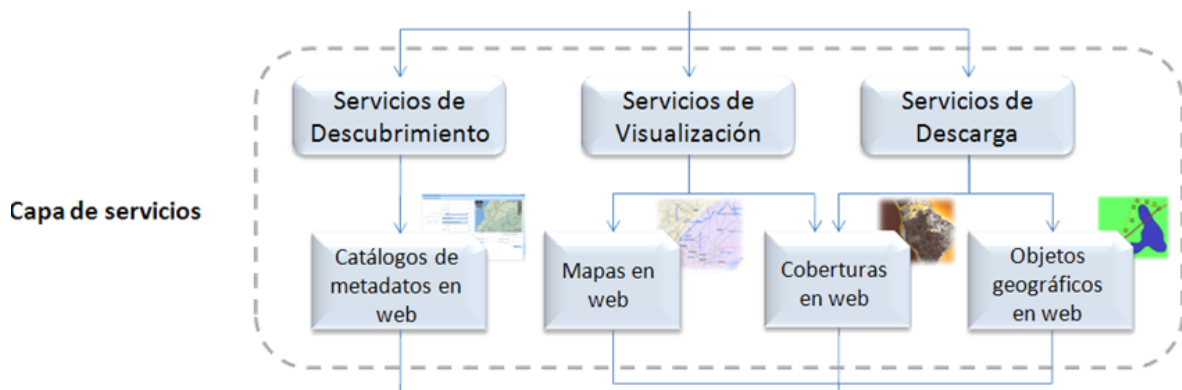 Servicios de
Descubrimiento
Servicios de
Visualización
Servicios de
Descarga
Capa de servicios
Catálogos de
metadatos en
web
Mapas en
web
Coberturas
en web
Objetos
geográficos
en web